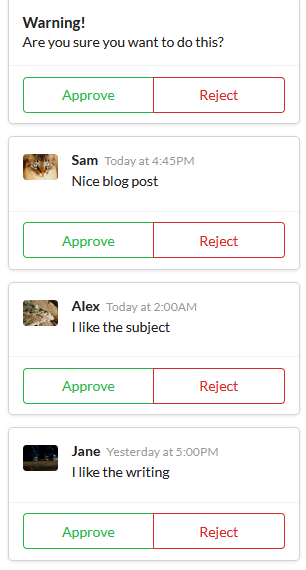 Warning!
Are you sure you want to do this?
Approve Reject
Sam Today at 4:45PM
Nice blog post
Approve Reject
Alex Today at 2:00AM
I like the subject
Approve Reject
Jane Yesterday at 5:00PM
I like the writing
Approve Reject